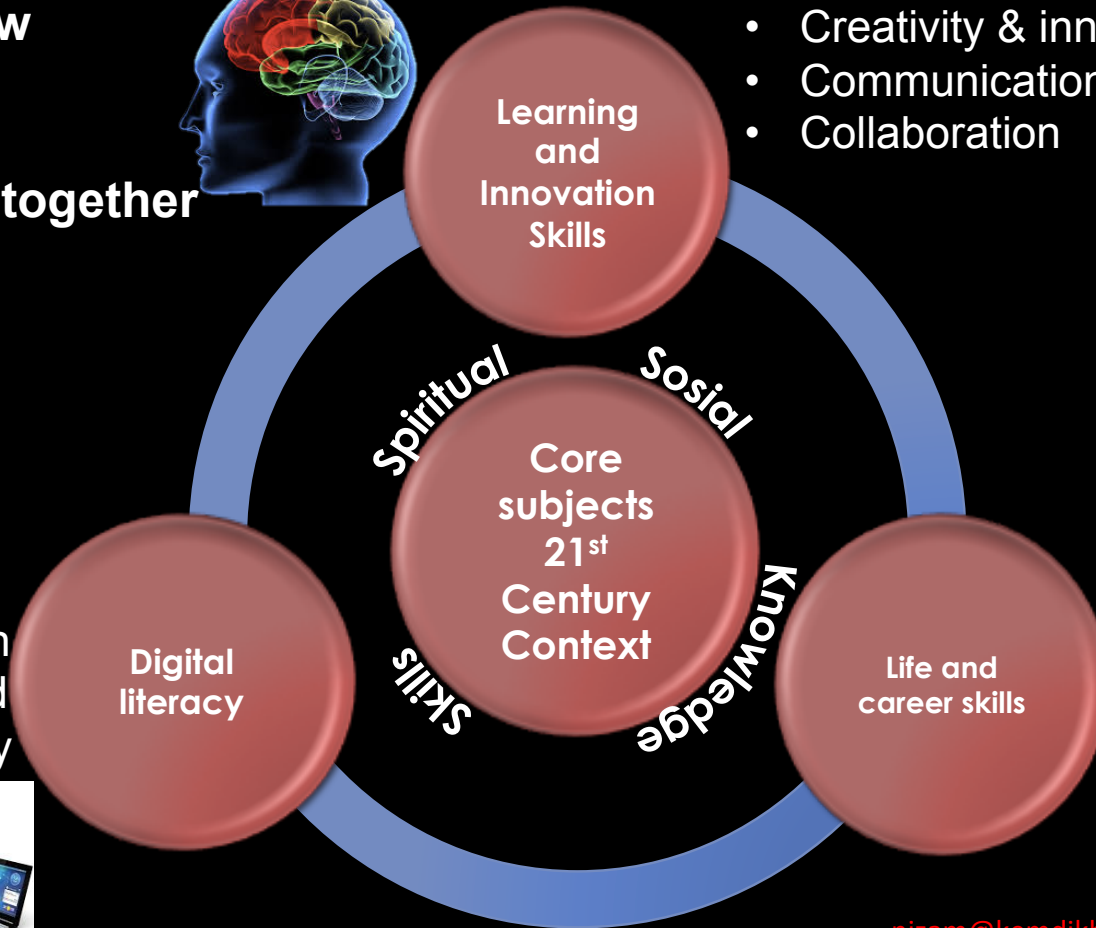 w
together
Creativity & inn
Communication
Collaboration
Learning
and
Innovation
Skills
Spiritual
Sosial
Core
subjects
21st
Century
Context
Knowledge
Skills
Digital
literacy
Life and
career skills
n
d
y